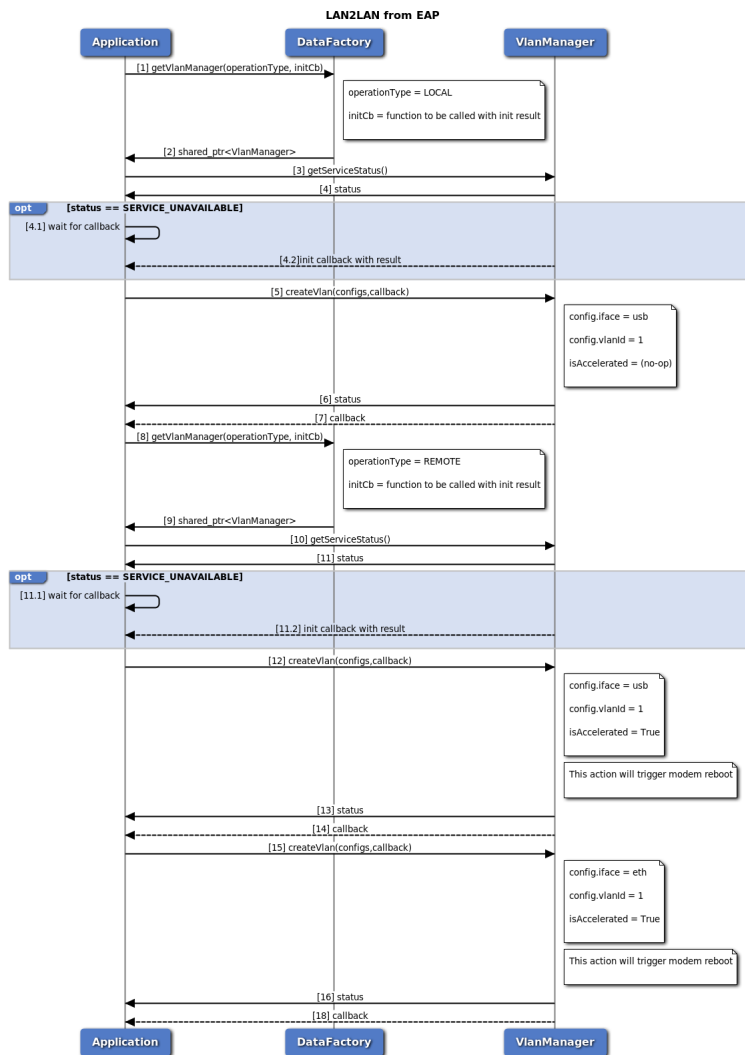 LAN2LAN from EAP
Application
DataFactory
VlanManager
[1] getVlanManager(operationType, initCb)
operationType = LOCAL
initCb = function to be called with init result
[2] shared_ptr<VlanManager>
[3] getServiceStatus()
[4] status
opt [status == SERVICE_UNAVAILABLE]
[4.1] wait for callback
[4.2]init callback with result
[5] createVlan(configs,callback)
config.iface = usb
config.vlanId = 1
isAccelerated = (no-op)
[6] status
[7] callback
[8] getVlanManager(operationType, initCb)
operationType = REMOTE
initCb = function to be called with init result
[9] shared_ptr<VlanManager>
[10] getServiceStatus()
[11] status
opt [status == SERVICE_UNAVAILABLE]
[11.1] wait for callback
[11.2] init callback with result
[12] createVlan(configs,callback)
config.iface = usb
config.vlanId = 1
isAccelerated = True
This action will trigger modem reboot
[13] status
[14] callback
[15] createVlan(configs,callback)
config.iface = eth
config.vlanId = 1
isAccelerated = True
This action will trigger modem reboot
[16] status
[18] callback
Application
DataFactory
VlanManager